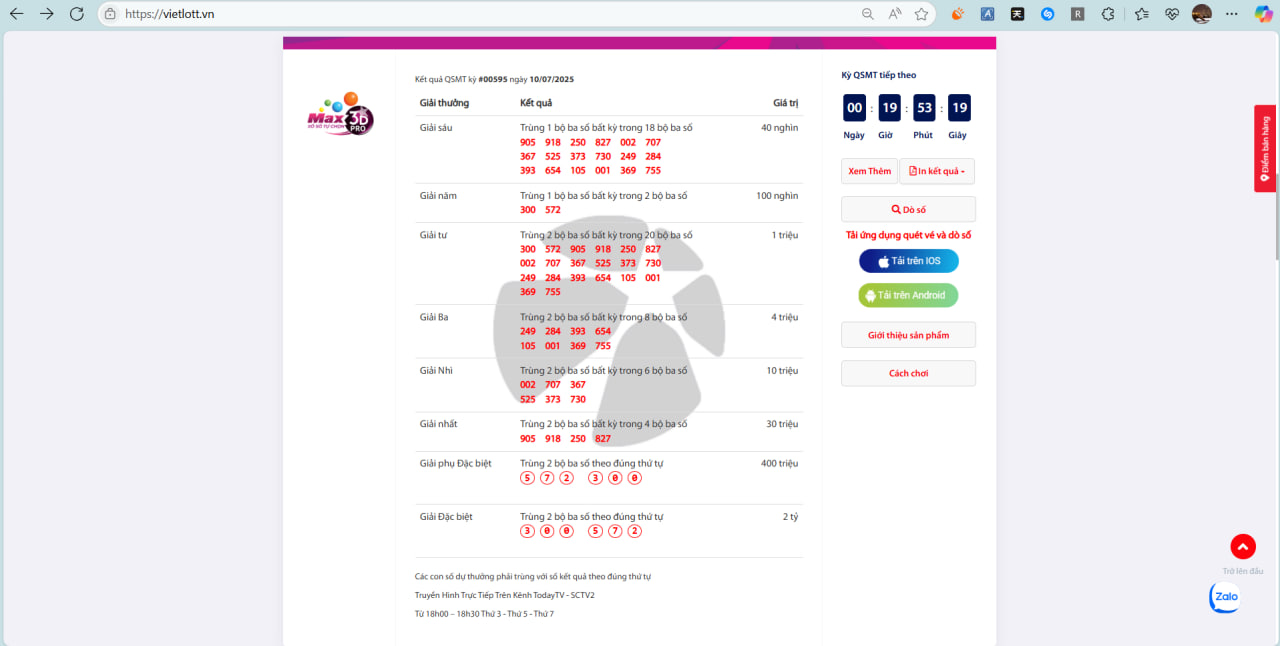 https://vietlott.vn
Kết quả QSMT kỳ #00595 ngày 10/07/2025
Giải thưởng Kết quả Giá trị
Giải sáu Trùng 1 bộ ba số bất kỳ trong 18 bộ ba số 40 nghìn
905 918 250 827 002 707
367 525 373 730 249 284
393 654 105 001 369 755
Giải năm Trùng 1 bộ ba số bất kỳ trong 2 bộ ba số 100 nghìn
300 572
Giải tư Trùng 2 bộ ba số bất kỳ trong 20 bộ ba số 1 triệu
300 572 905 918 250 827
002 707 367 525 373 730
249 284 393 654 105 001
369 755
Giải Ba Trùng 2 bộ ba số bất kỳ trong 8 bộ ba số 4 triệu
249 284 393 654
105 001 369 755
Giải Nhì Trùng 2 bộ ba số bất kỳ trong 6 bộ ba số 10 triệu
002 707 367
525 373 730
Giải nhất Trùng 2 bộ ba số bất kỳ trong 4 bộ ba số 30 triệu
905 918 250 827
Giải phụ Đặc biệt Trùng 2 bộ ba số theo đúng thứ tự 400 triệu
5 7 2 3 0 0
Giải Đặc biệt Trùng 2 bộ ba số theo đúng thứ tự 2 tỷ
3 0 0 5 7 2
Các con số dự thưởng phải trùng với số kết quả theo đúng thứ tự
Truyền Hình Trực Tiếp Trên Kênh TodayTV - SCTV2
Từ 18h00 – 18h30 Thứ 3 - Thứ 5 - Thứ 7
Max 3D
PRO
Kỳ QSMT tiếp theo
00 : 19 : 53 : 19
Ngày Giờ Phút Giây
Xem Thêm In kết quả
Dò số
Tải ứng dụng quét vé và dò số
Tải trên IOS
Tải trên Android
Giới thiệu sản phẩm
Cách chơi
Điểm bán hàng
Trở lên đầu
Zalo